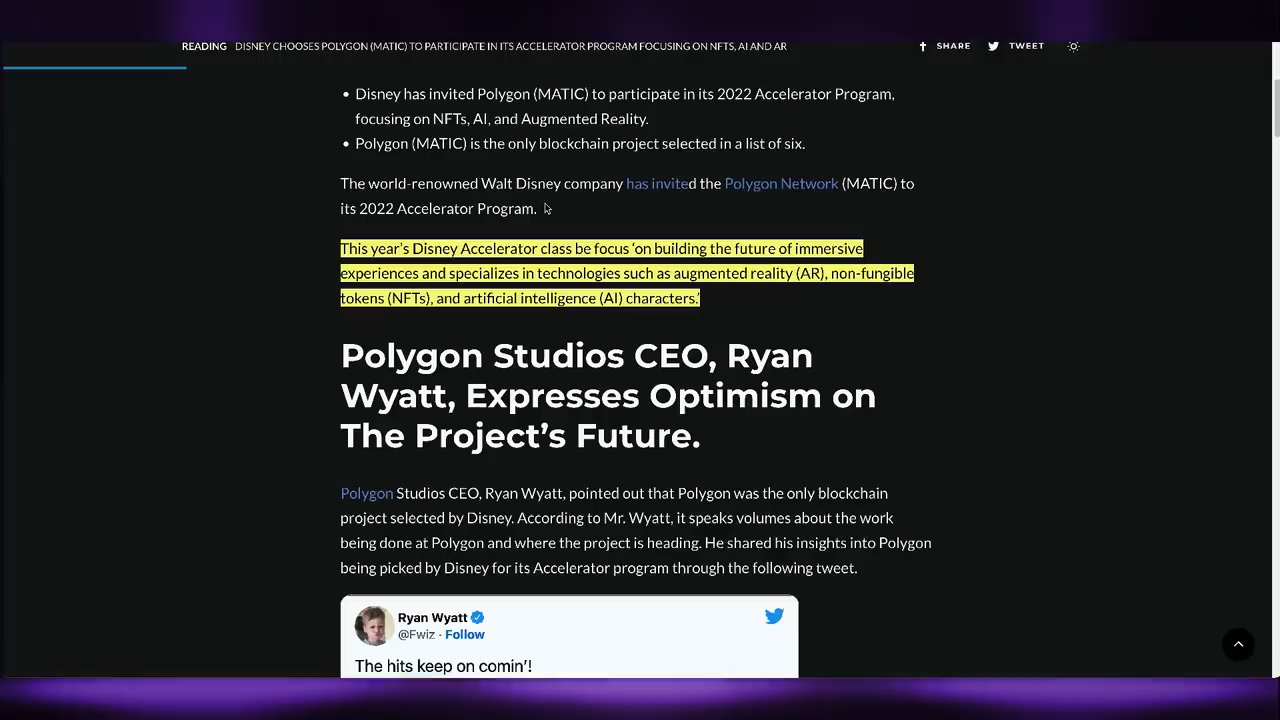 READING DISNEY CHOOSES POLYGON (MATIC) TO PARTICIPATE IN ITS ACCELERATOR PROGRAM FOCUSING ON NFTS, AI AND AR SHARE TWEET
• Disney has invited Polygon (MATIC) to participate in its 2022 Accelerator Program,
focusing on NFTs, AI, and Augmented Reality.
• Polygon (MATIC) is the only blockchain project selected in a list of six.
The world-renowned Walt Disney company has invited the Polygon Network (MATIC) to
its 2022 Accelerator Program.
This year’s Disney Accelerator class be focus ‘on building the future of immersive
experiences and specializes in technologies such as augmented reality (AR), non-fungible
tokens (NFTs), and artificial intelligence (AI) characters.’
Polygon Studios CEO, Ryan
Wyatt, Expresses Optimism on
The Project’s Future.
Polygon Studios CEO, Ryan Wyatt, pointed out that Polygon was the only blockchain
project selected by Disney. According to Mr. Wyatt, it speaks volumes about the work
being done at Polygon and where the project is heading. He shared his insights into Polygon
being picked by Disney for its Accelerator program through the following tweet.
Ryan Wyatt
@Fwiz · Follow
The hits keep on comin’!